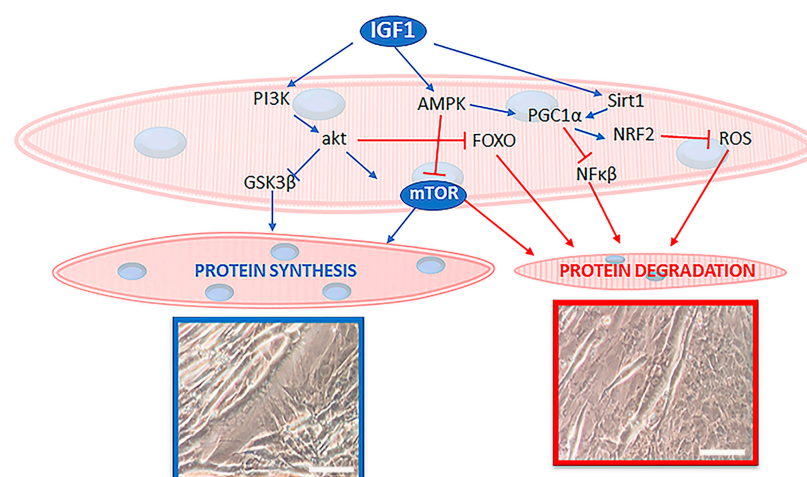 IGF1
PI3K
AMPK
Sirt1
PGC1α
akt
FOXO
NRF2
ROS
GSK3β
mTOR
NFκβ
PROTEIN SYNTHESIS
PROTEIN DEGRADATION